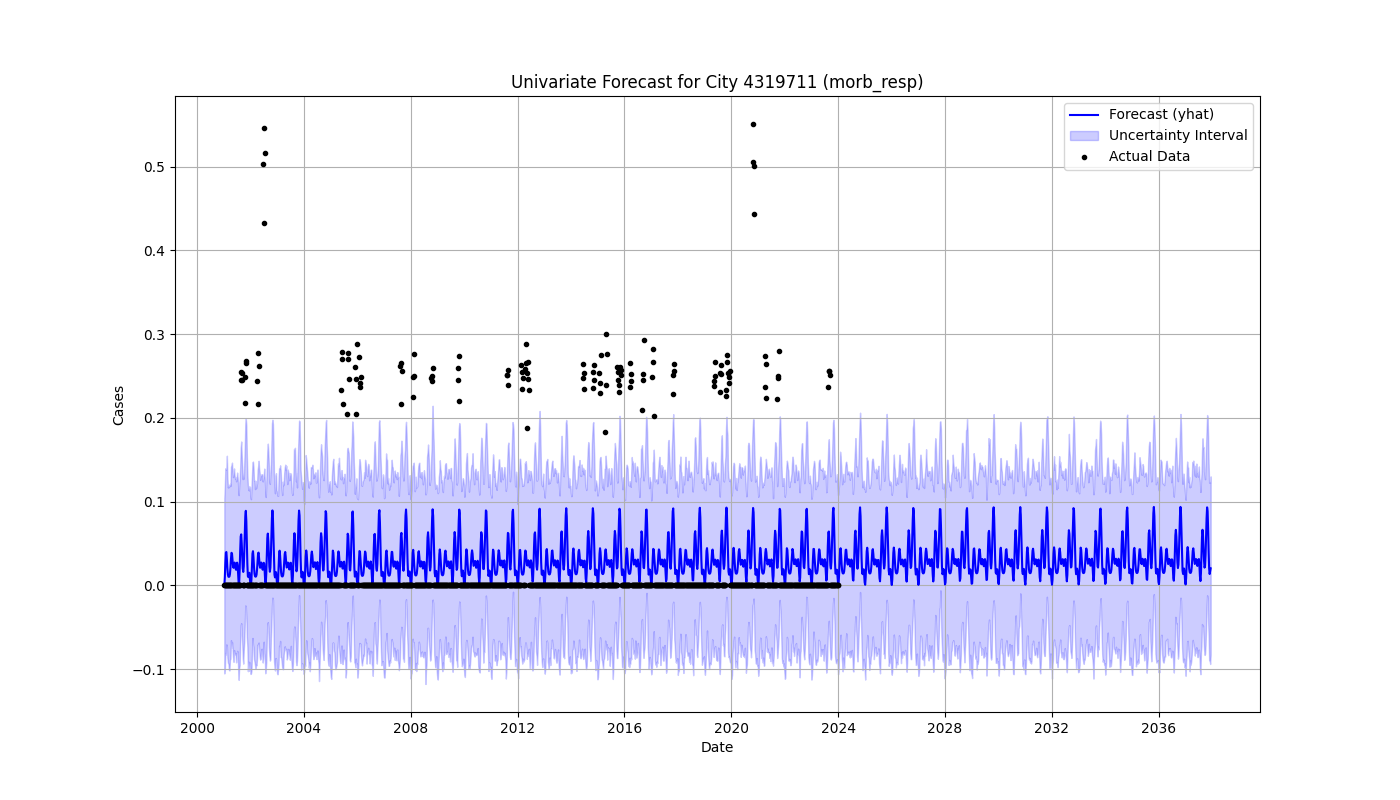 Univariate Forecast for City 4319711 (morb_resp)
Forecast (yhat)
Uncertainty Interval
Actual Data
0.5
0.4
0.3
0.2
0.1
0.0
−0.1
Cases
2000 2004 2008 2012 2016 2020 2024 2028 2032 2036
Date